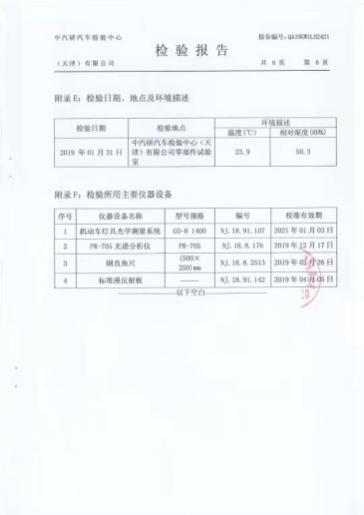 中汽研汽车检验中心
（天津）有限公司
检 验 报 告
报告编号:QA19GW1LN2421
共 6 页 第 6 页
附录 E: 检验日期、地点及环境描述
检验日期 检验地点 环境描述
温度(℃) 相对湿度(RH%)
2019 年 01 月 31 日 中汽研汽车检验中心（天津）有限公司零部件试验室 23.9 50.3
附录 F: 检验所用主要仪器设备
序号 仪器设备名称 型号规格 编号 校准有效期
1 机动车灯具光学测量系统 GO-H 1400 NJ.18.91.107 2021 年 01 月 03 日
2 PR-705 光谱分析仪 PR-705 NJ.18.8.176 2019 年 12 月 17 日
3 钢直角尺 (500×250)mm NJ.18.8.2513 2019 年 03 月 26 日
4 标准漫反射板 —— NJ.18.91.142 2019 年 04 月 05 日
以下空白